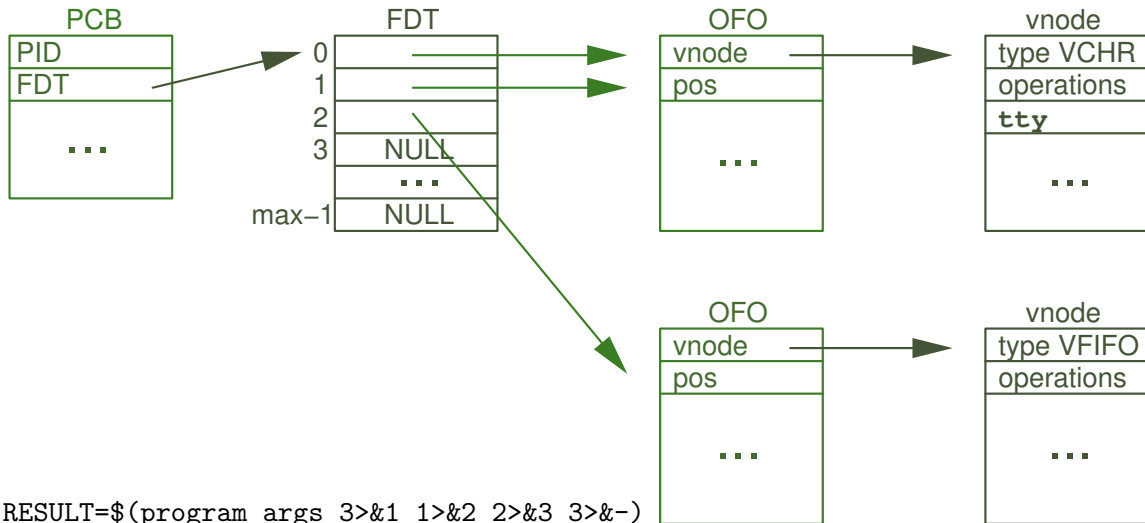 PCB FDT OFO vnode
PID 0 vnode type VCHR
FDT 1 pos operations
2 tty
... 3 NULL ... ...
...
max−1 NULL
OFO vnode
vnode type VFIFO
pos operations
... ...
RESULT=$(program args 3>&1 1>&2 2>&3 3>&-)